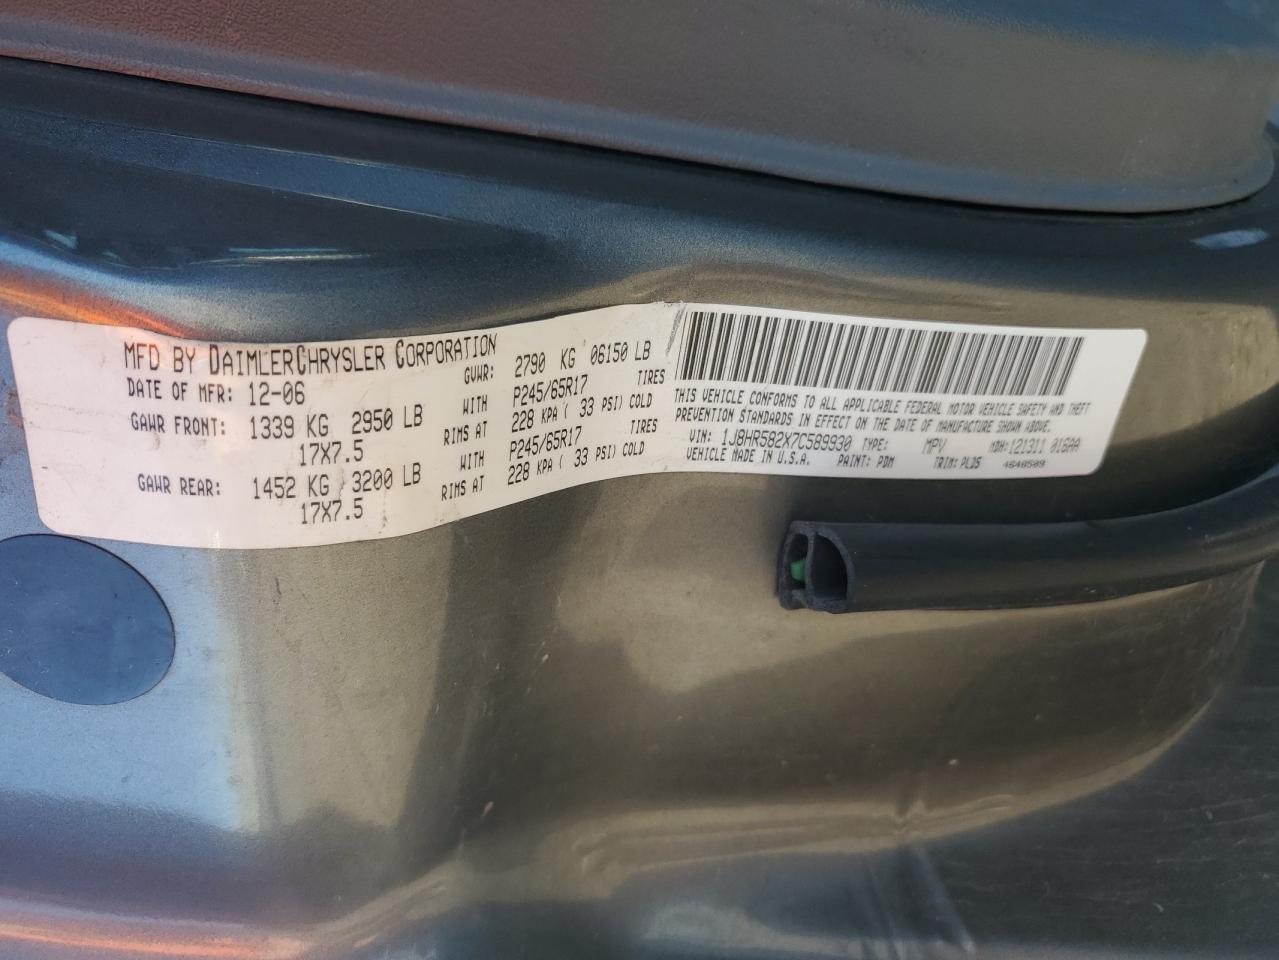 MFD BY DAIMLERCHRYSLER CORPORATION
DATE OF MFR: 12-06 GVWR: 2790 KG 06150 LB
GAWR FRONT: 1339 KG 2950 LB WITH P245/65R17 TIRES
17X7.5 RIMS AT 228 KPA ( 33 PSI) COLD
GAWR REAR: 1452 KG 3200 LB WITH P245/65R17 TIRES
17X7.5 RIMS AT 228 KPA ( 33 PSI) COLD
THIS VEHICLE CONFORMS TO ALL APPLICABLE FEDERAL MOTOR VEHICLE SAFETY AND THEFT
PREVENTION STANDARDS IN EFFECT ON THE DATE OF MANUFACTURE SHOWN ABOVE.
VIN: 1J8HR582X7C589930 TYPE: MPV MDH: 121311 016AA
VEHICLE MADE IN U.S.A. PAINT: PDM TRIM: PLJ5 4648509